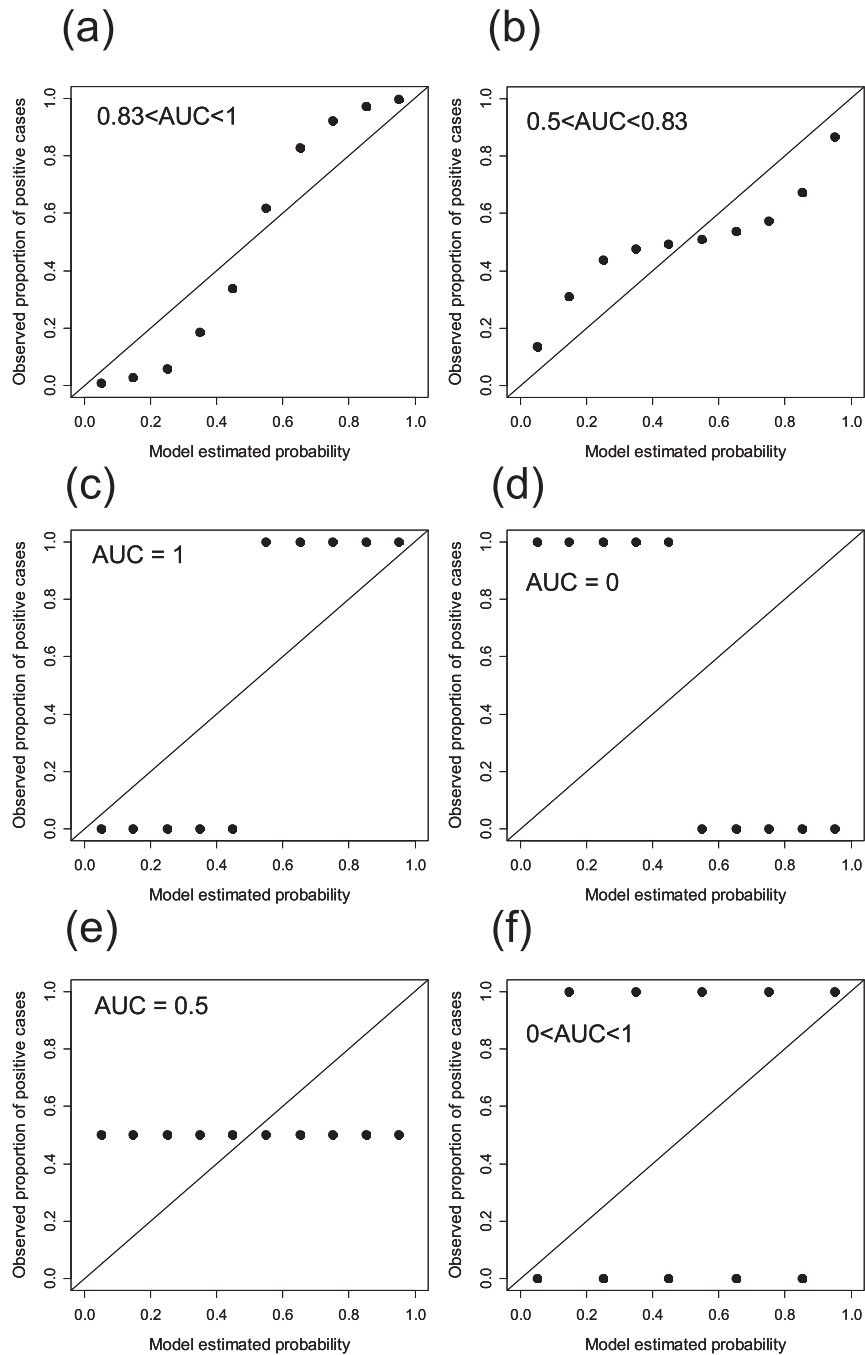 (a)
0.83<AUC<1
Observed proportion of positive cases
1.0
0.8
0.6
0.4
0.2
0.0
0.0 0.2 0.4 0.6 0.8 1.0
Model estimated probability
(b)
0.5<AUC<0.83
Observed proportion of positive cases
1.0
0.8
0.6
0.4
0.2
0.0
0.0 0.2 0.4 0.6 0.8 1.0
Model estimated probability
(c)
AUC = 1
Observed proportion of positive cases
1.0
0.8
0.6
0.4
0.2
0.0
0.0 0.2 0.4 0.6 0.8 1.0
Model estimated probability
(d)
AUC = 0
Observed proportion of positive cases
1.0
0.8
0.6
0.4
0.2
0.0
0.0 0.2 0.4 0.6 0.8 1.0
Model estimated probability
(e)
AUC = 0.5
Observed proportion of positive cases
1.0
0.8
0.6
0.4
0.2
0.0
0.0 0.2 0.4 0.6 0.8 1.0
Model estimated probability
(f)
0<AUC<1
Observed proportion of positive cases
1.0
0.8
0.6
0.4
0.2
0.0
0.0 0.2 0.4 0.6 0.8 1.0
Model estimated probability